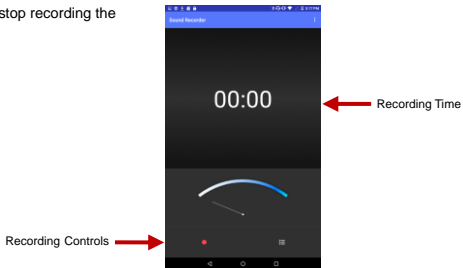 stop recording the
Sound Recorder
00:00
Recording Time
Recording Controls